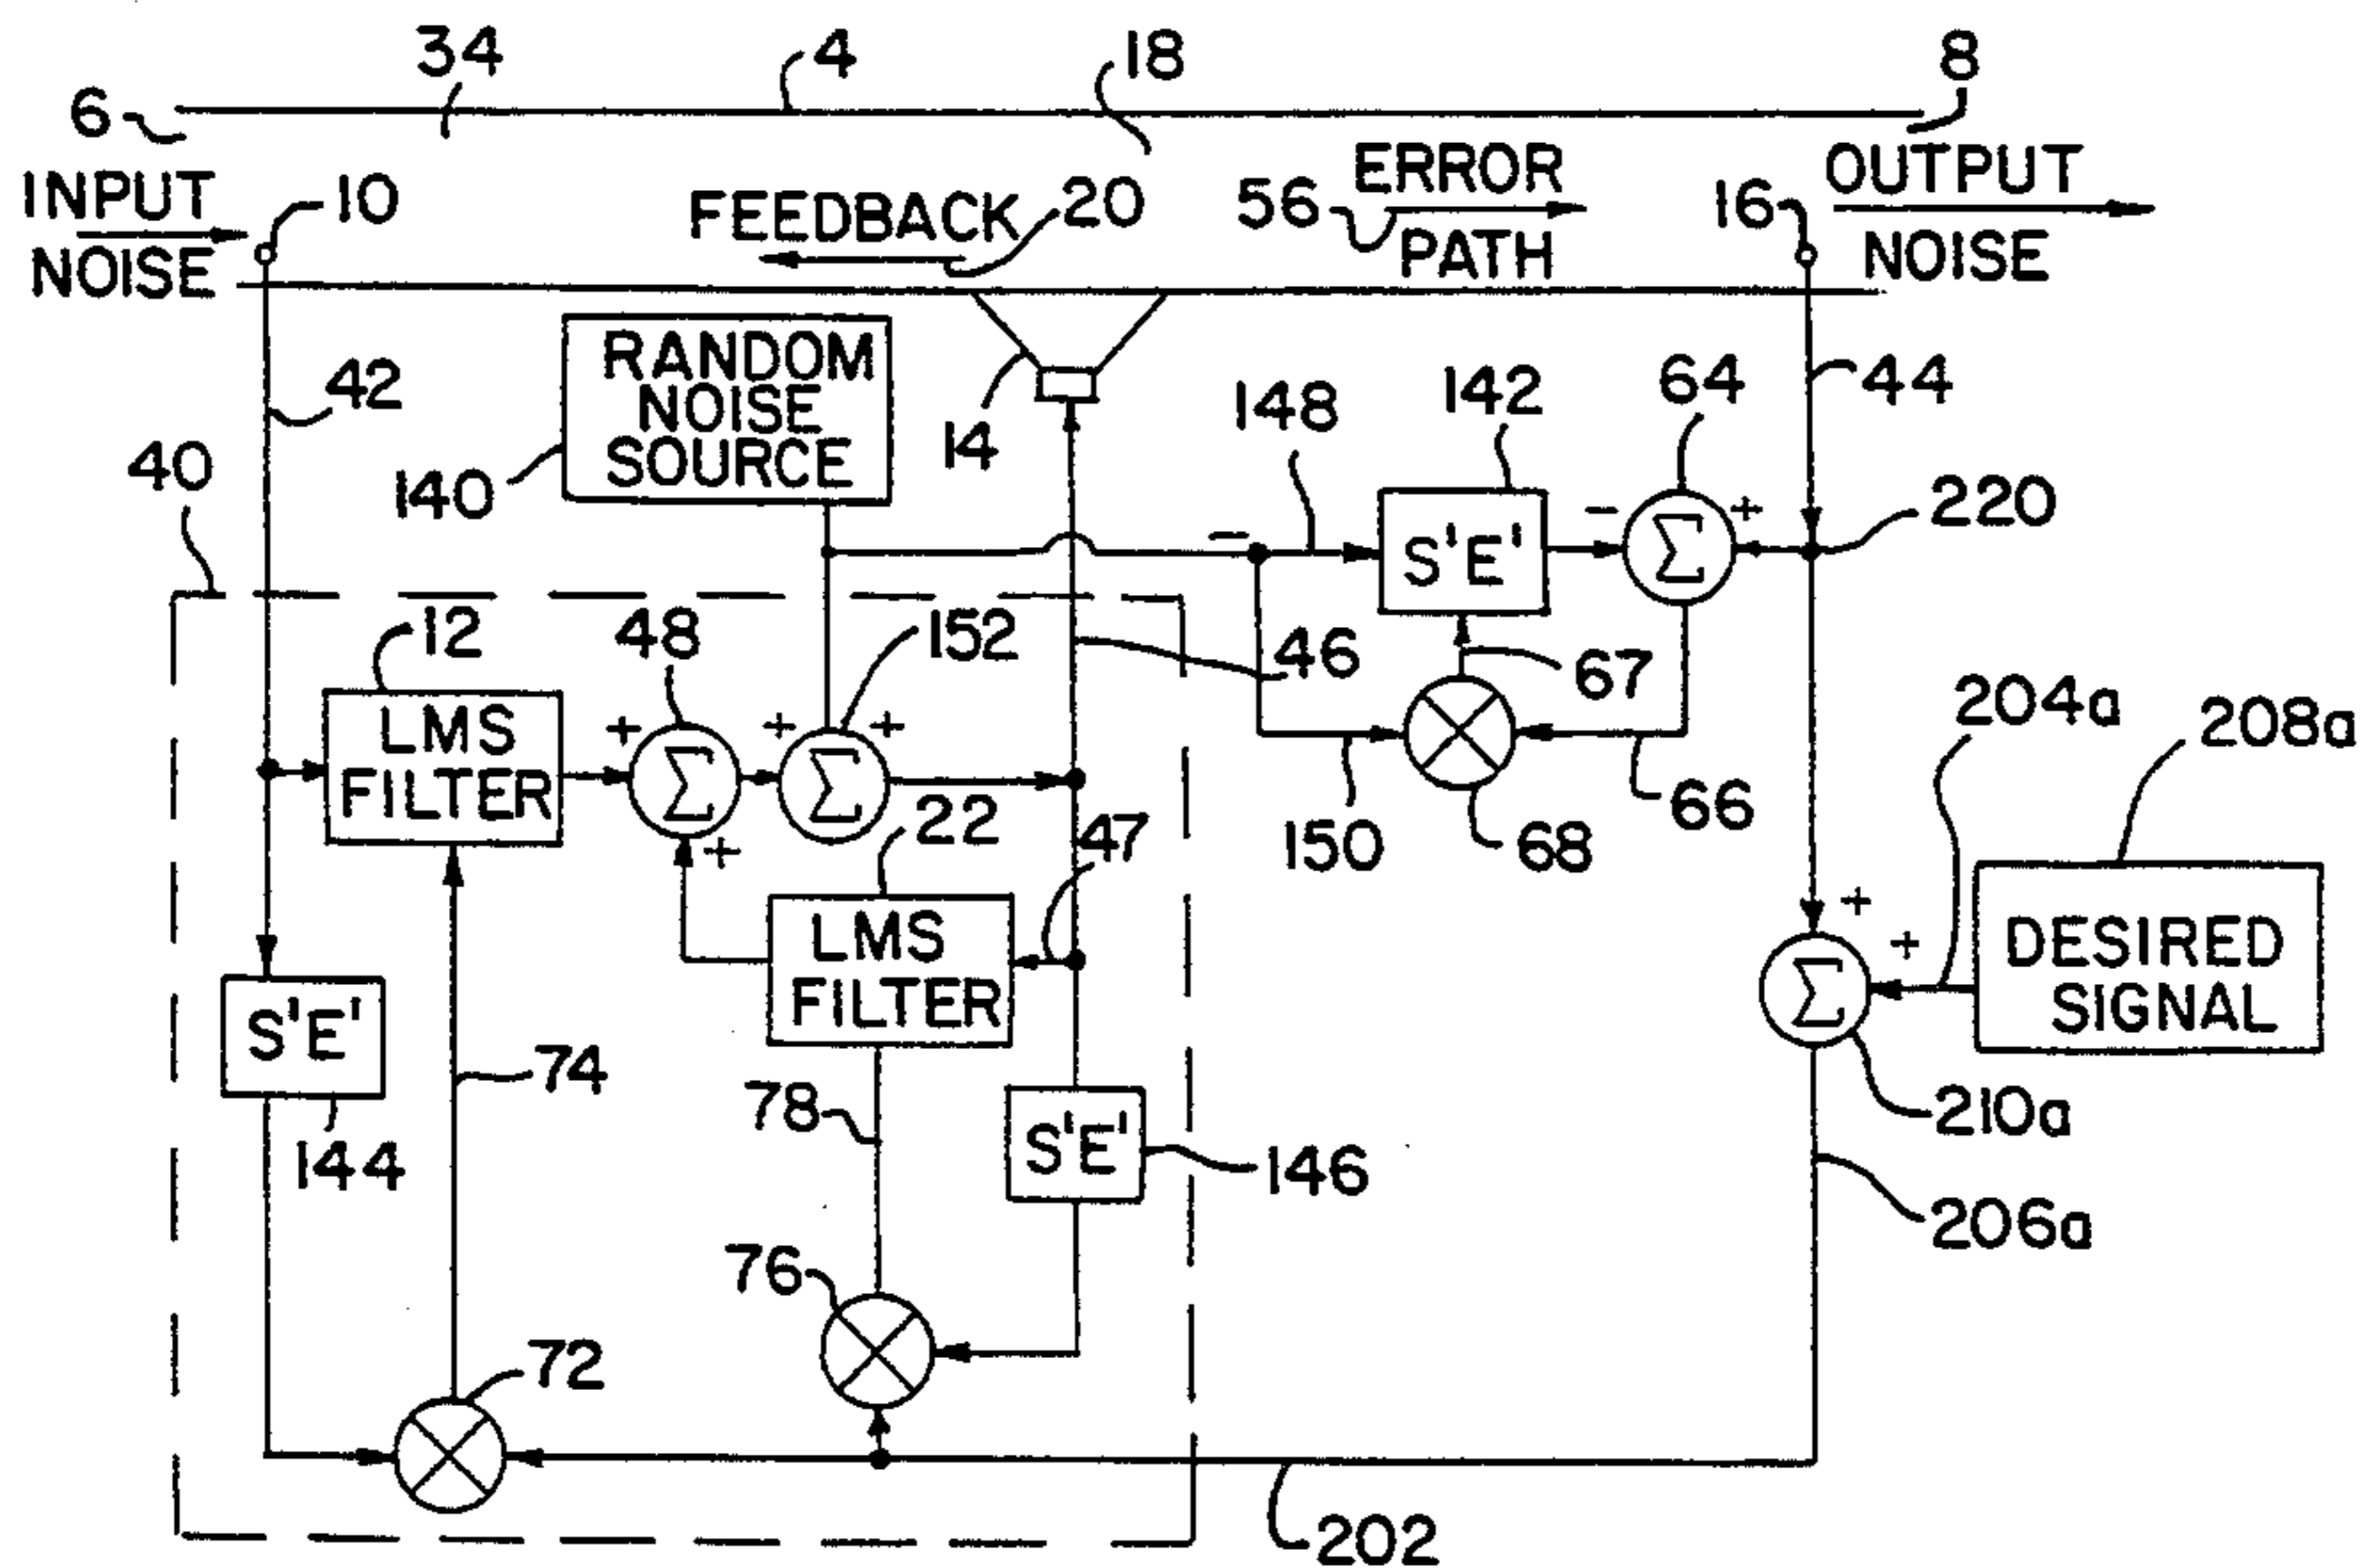 34
4
18
8
6
INPUT
NOISE
10
FEEDBACK
20
56
ERROR
PATH
16
OUTPUT
NOISE
42
RANDOM
NOISE
SOURCE
140
14
148
142
64
44
40
220
S'E'
Σ
- +
-
12
48
152
46
67
LMS
FILTER
+
Σ
+
Σ
+
+
22
47
150
68
66
204a
208a
LMS
FILTER
+
+
Σ
DESIRED
SIGNAL
S'E'
144
74
78
S'E'
146
210a
206a
76
72
202